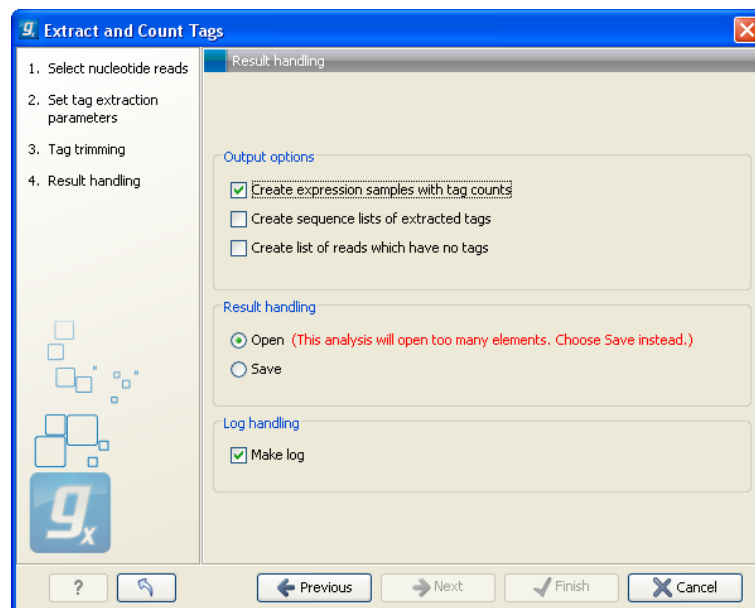 Extract and Count Tags
1. Select nucleotide reads
2. Set tag extraction
parameters
3. Tag trimming
4. Result handling
Result handling
Output options
Create expression samples with tag counts
Create sequence lists of extracted tags
Create list of reads which have no tags
Result handling
Open (This analysis will open too many elements. Choose Save instead.)
Save
Log handling
Make log
gx
? Previous Next Finish Cancel